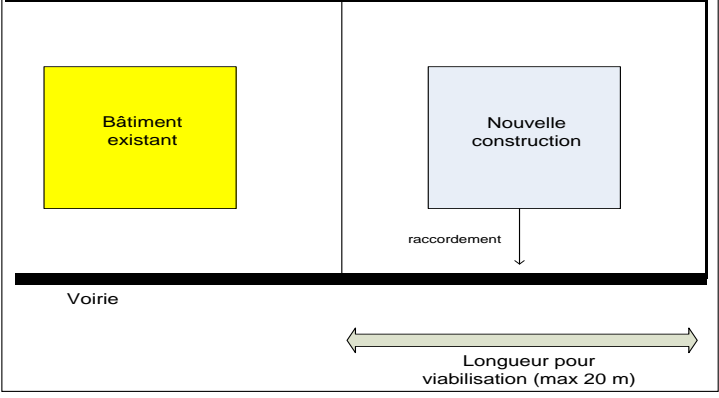 Bâtiment
existant
Nouvelle
construction
raccordement
Voirie
Longueur pour
viabilisation (max 20 m)